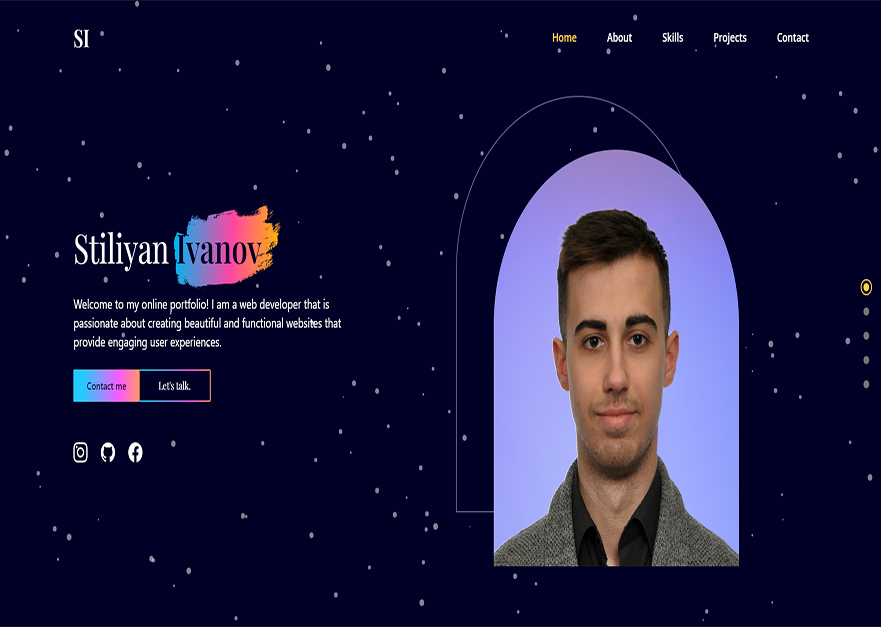 SI
Home About Skills Projects Contact
Stiliyan Ivanov
Welcome to my online portfolio! I am a web developer that is
passionate about creating beautiful and functional websites that
provide engaging user experiences.
Contact me Let's talk.